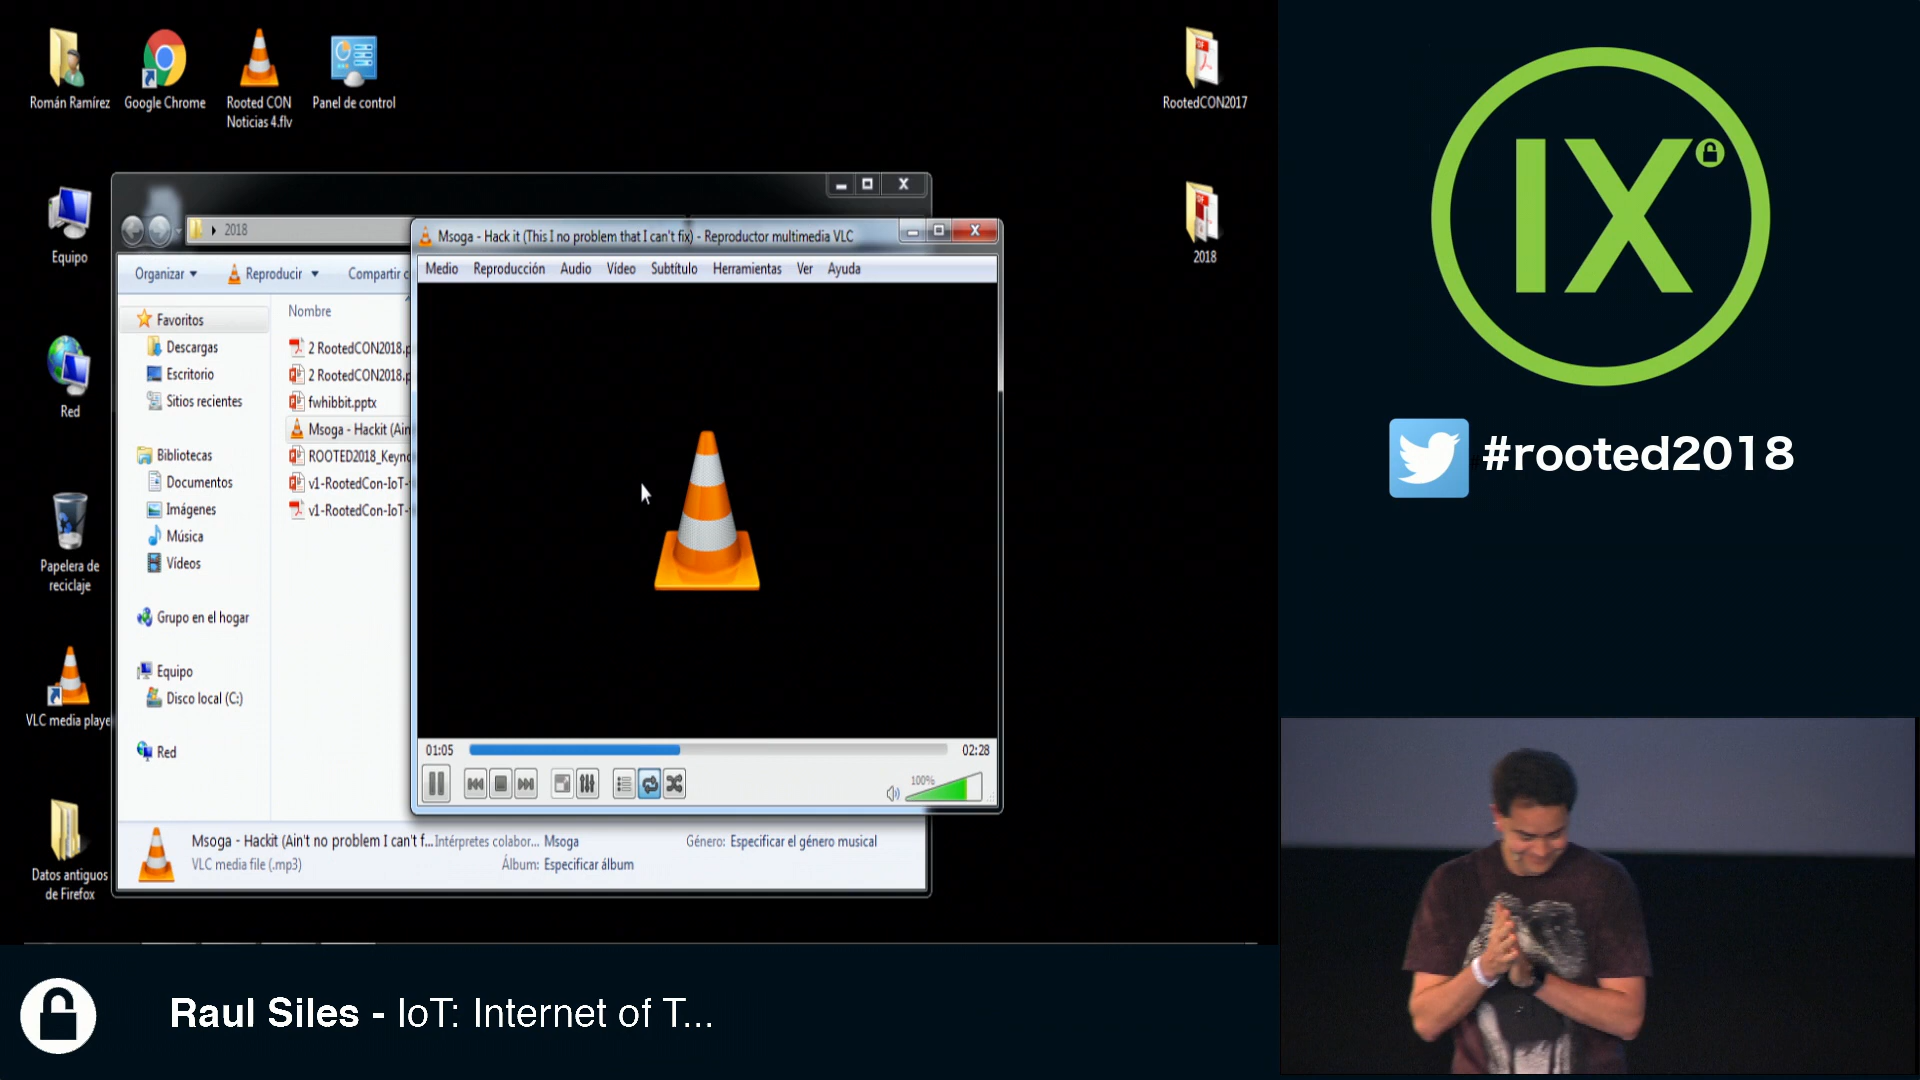 Román Ramírez
Google Chrome
Rooted CON
Noticias 4.flv
Panel de control
RootedCON2017
Equipo
2018
Red
Papelera de
reciclaje
VLC media playe
Datos antiguos
de Firefox
2018
Organizar
Reproducir
Compartir c
Favoritos
Descargas
Escritorio
Sitios recientes
Bibliotecas
Documentos
Imágenes
Música
Vídeos
Grupo en el hogar
Equipo
Disco local (C:)
Red
Nombre
2 RootedCON2018.p
2 RootedCON2018.p
fwhibbit.pptx
Msoga - Hackit (Ain
ROOTED2018_Keyno
v1-RootedCon-IoT-
v1-RootedCon-IoT-
Msoga - Hack it (This I no problem that I can't fix) - Reproductor multimedia VLC
Medio Reproducción Audio Vídeo Subtítulo Herramientas Ver Ayuda
01:05
02:28
100%
Msoga - Hackit (Ain't no problem I can't f... Intérpretes colabor... Msoga Género: Especificar el género musical
VLC media file (.mp3) Álbum: Especificar álbum
IX
#rooted2018
Raul Siles - IoT: Internet of T...